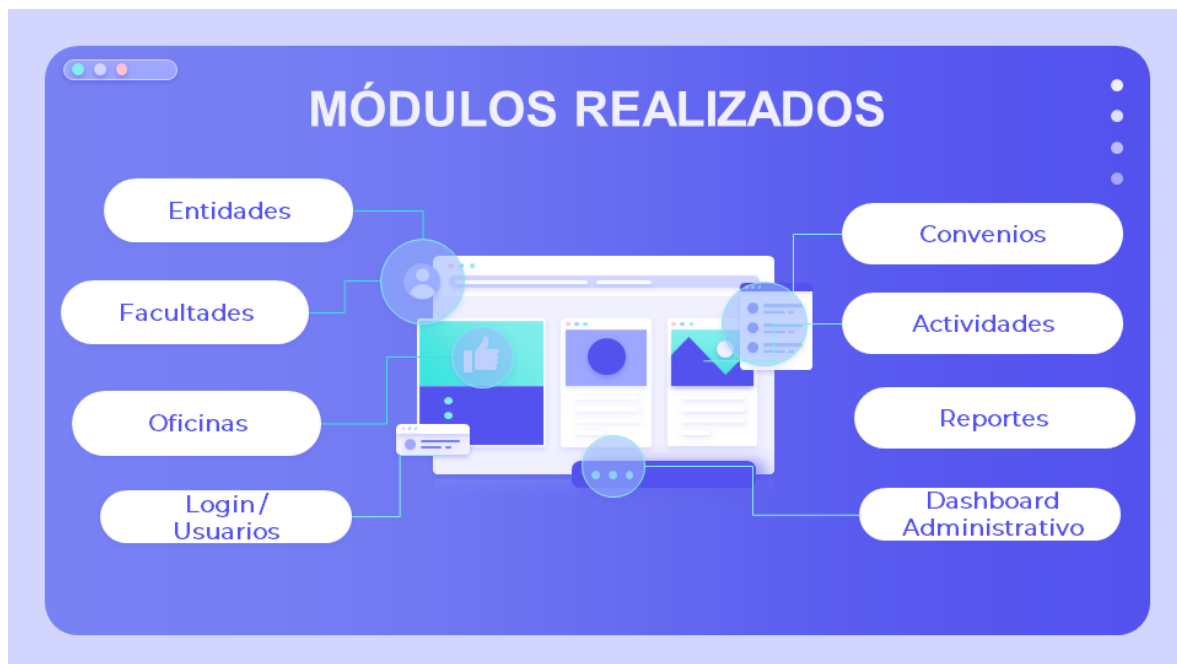 MÓDULOS REALIZADOS
Entidades
Facultades
Oficinas
Login/
Usuarios
Convenios
Actividades
Reportes
Dashboard
Administrativo